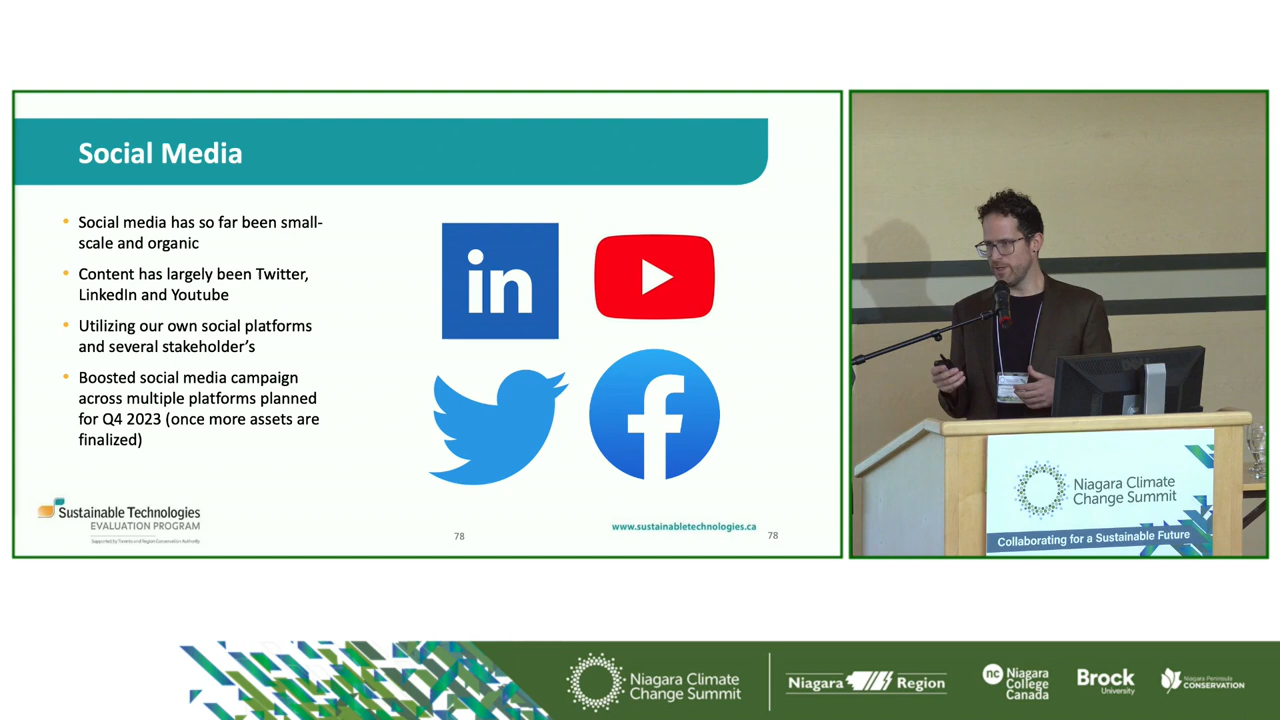 Social Media
• Social media has so far been small-
scale and organic
• Content has largely been Twitter,
LinkedIn and Youtube
• Utilizing our own social platforms
and several stakeholder's
• Boosted social media campaign
across multiple platforms planned
for Q4 2023 (once more assets are
finalized)
in
f
Sustainable Technologies
EVALUATION PROGRAM
Supported by Toronto and Region Conservation Authority
78
www.sustainabletechnologies.ca
78
DELL
Niagara Climate
Change Summit
Collaborating for a Sustainable Future
Niagara Climate
Change Summit
Niagara Region
nc
Niagara
College
Canada
Brock
University
Niagara Peninsula
CONSERVATION